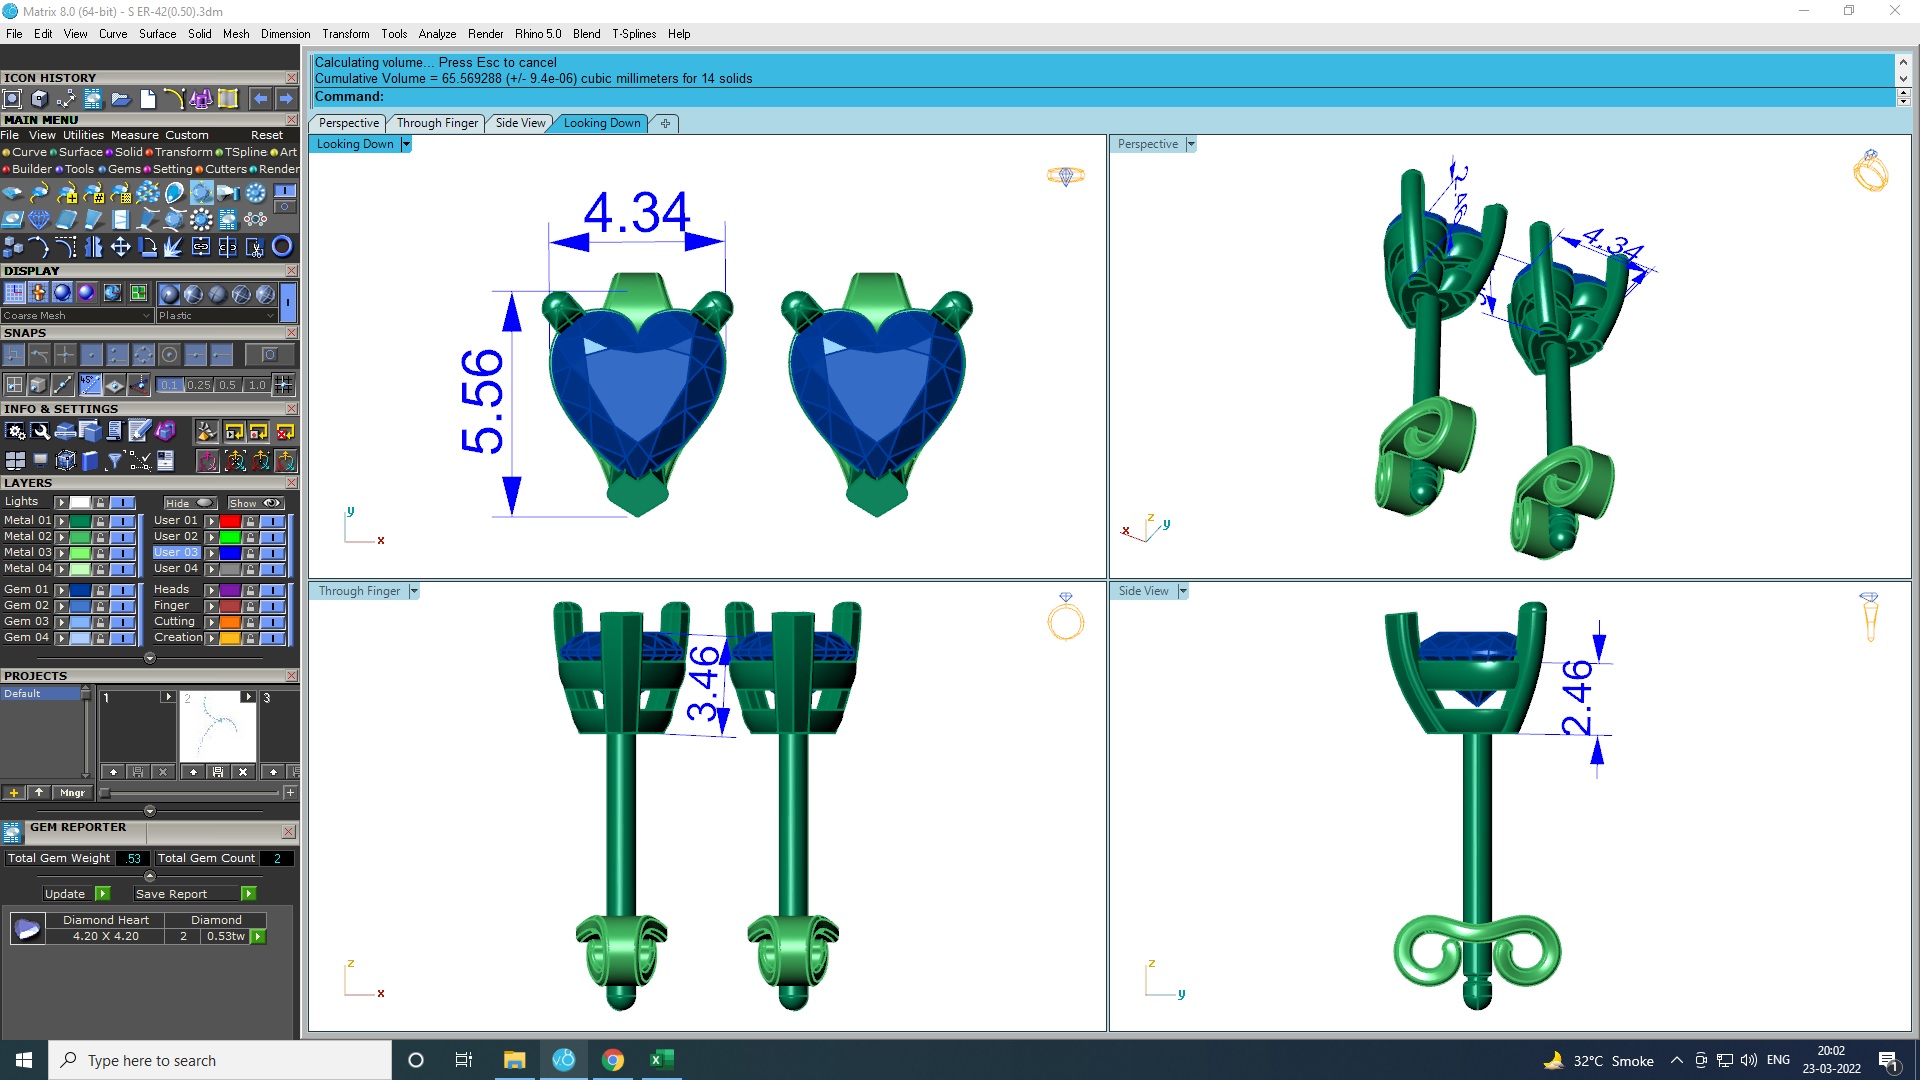 Matrix 8.0 (64-bit) - S ER-42(0.50).3dm
File Edit View Curve Surface Solid Mesh Dimension Transform Tools Analyze Render Rhino 5.0 Blend T-Splines Help
Calculating volume... Press Esc to cancel
Cumulative Volume = 65.569288 (+/- 9.4e-06) cubic millimeters for 14 solids
Command:
ICON HISTORY
MAIN MENU
File View Utilities Measure Custom Reset
Curve Surface Solid Transform TSpline Art
Builder Tools Gems Setting Cutters Render
DISPLAY
Coarse Mesh Plastic
SNAPS
45°
0.1 0.25 0.5 1.0
INFO & SETTINGS
LAYERS
Lights Hide Show
Metal 01 User 01
Metal 02 User 02
Metal 03 User 03
Metal 04 User 04
Gem 01 Heads
Gem 02 Finger
Gem 03 Cutting
Gem 04 Creation
PROJECTS
Default 1 2 3
Mngr
GEM REPORTER
Total Gem Weight .53 Total Gem Count 2
Update Save Report
Diamond Heart Diamond
4.20 X 4.20 2 0.53tw
Perspective Through Finger Side View Looking Down
Looking Down
4.34
5.56
y
x
Perspective
2.46
4.34
z
y
x
Through Finger
3.46
z
x
Side View
2.46
z
y
Type here to search
32°C Smoke ENG 20:02
23-03-2022
1